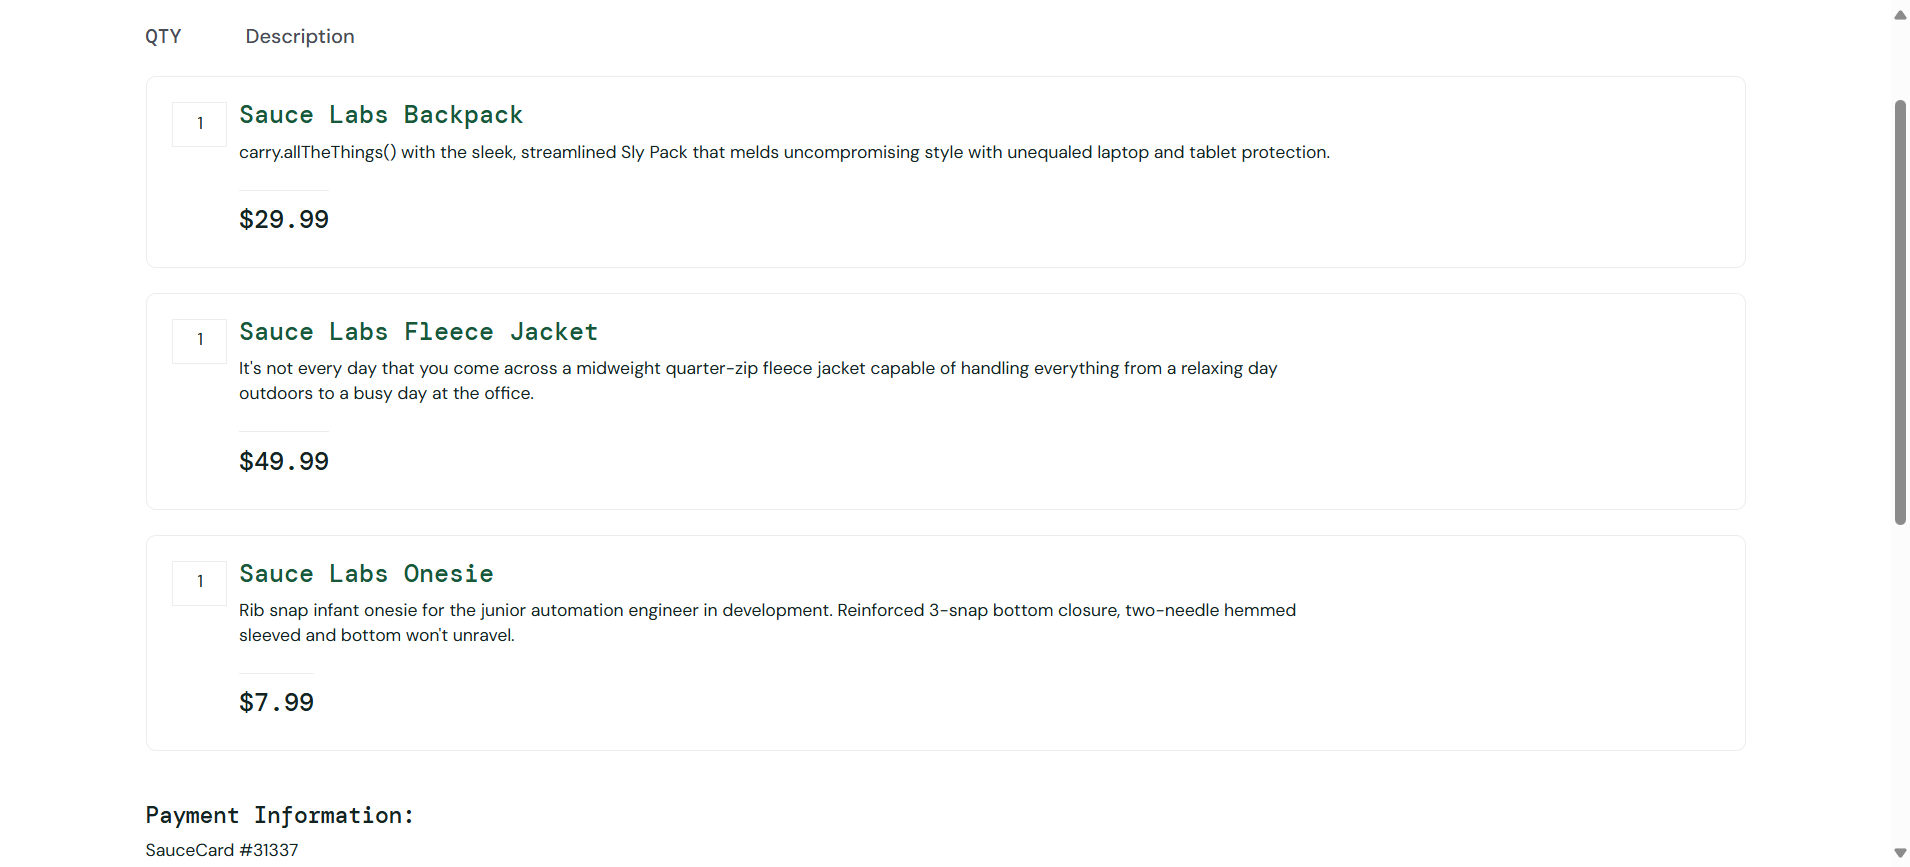 QTY Description
1 Sauce Labs Backpack
carry.allTheThings() with the sleek, streamlined Sly Pack that melds uncompromising style with unequaled laptop and tablet protection.
$29.99
1 Sauce Labs Fleece Jacket
It's not every day that you come across a midweight quarter-zip fleece jacket capable of handling everything from a relaxing day
outdoors to a busy day at the office.
$49.99
1 Sauce Labs Onesie
Rib snap infant onesie for the junior automation engineer in development. Reinforced 3-snap bottom closure, two-needle hemmed
sleeved and bottom won't unravel.
$7.99
Payment Information:
SauceCard #31337